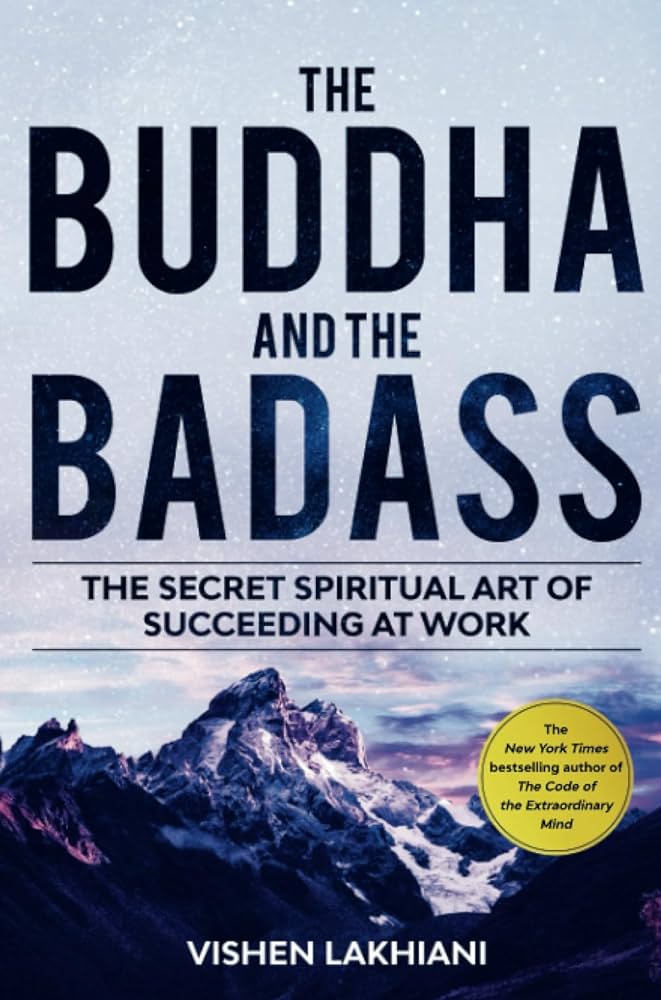 THE
BUDDHA
AND THE
BADASS
THE SECRET SPIRITUAL ART OF
SUCCEEDING AT WORK
The
New York Times
bestselling author of
The Code of
the Extraordinary
Mind
VISHEN LAKHIANI